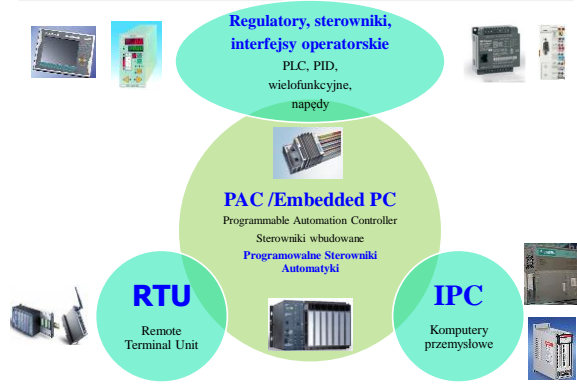 Regulatory, sterowniki,
interfejsy operatorskie
PLC, PID,
wielofunkcyjne,
napędy
PAC /Embedded PC
Programmable Automation Controller
Sterowniki wbudowane
Programowalne Sterowniki
Automatyki
RTU
Remote
Terminal Unit
IPC
Komputery
przemysłowe